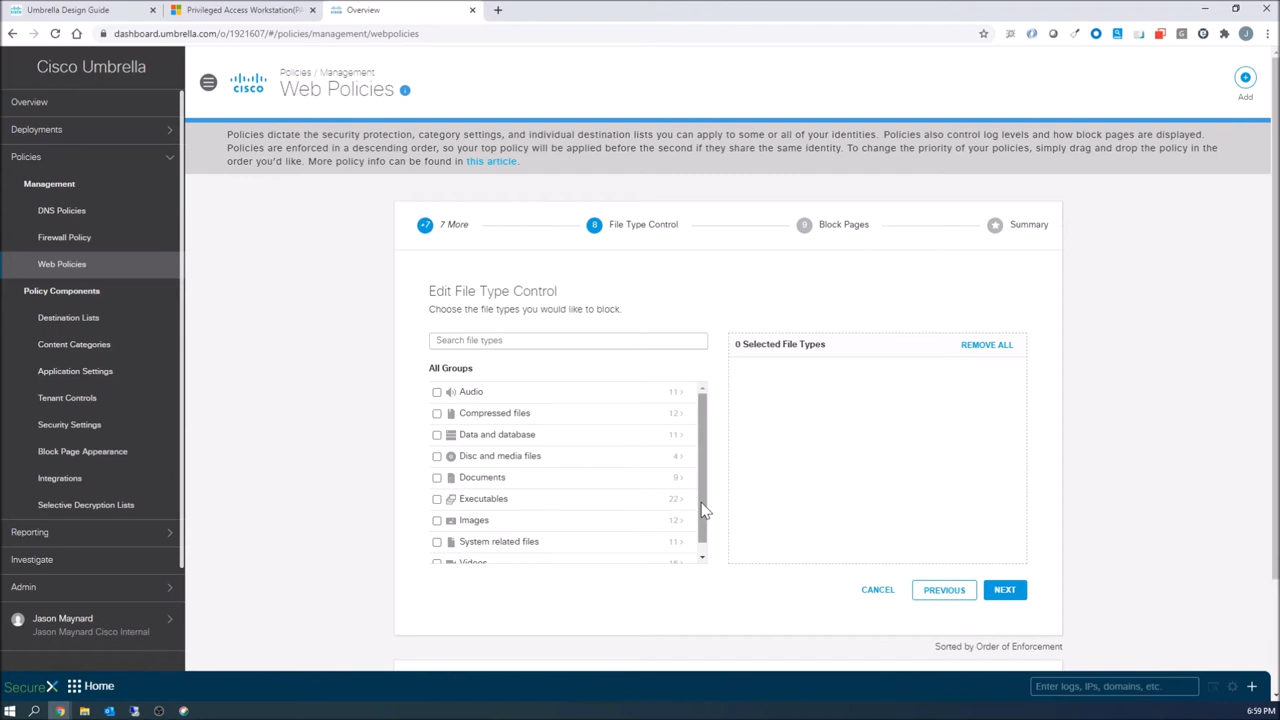 Umbrella Design Guide
Privileged Access Workstation(PA
Overview
dashboard.umbrella.com/o/1921607/#/policies/management/webpolicies
Cisco Umbrella
Overview
Deployments
Policies
Management
DNS Policies
Firewall Policy
Web Policies
Policy Components
Destination Lists
Content Categories
Application Settings
Tenant Controls
Security Settings
Block Page Appearance
Integrations
Selective Decryption Lists
Reporting
Investigate
Admin
Jason Maynard
Jason Maynard Cisco Internal
CISCO
Policies / Management
Web Policies
Add
Policies dictate the security protection, category settings, and individual destination lists you can apply to some or all of your identities. Policies also control log levels and how block pages are displayed.
Policies are enforced in a descending order, so your top policy will be applied before the second if they share the same identity. To change the priority of your policies, simply drag and drop the policy in the
order you'd like. More policy info can be found in this article.
+7 7 More
8 File Type Control
9 Block Pages
Summary
Edit File Type Control
Choose the file types you would like to block.
Search file types
All Groups
Audio 11 >
Compressed files 12 >
Data and database 11 >
Disc and media files 4 >
Documents 9 >
Executables 22 >
Images 12 >
System related files 11 >
Videos
0 Selected File Types
REMOVE ALL
CANCEL
PREVIOUS
NEXT
Sorted by Order of Enforcement
SecureX
Home
Enter logs, IPs, domains, etc.
6:59 PM